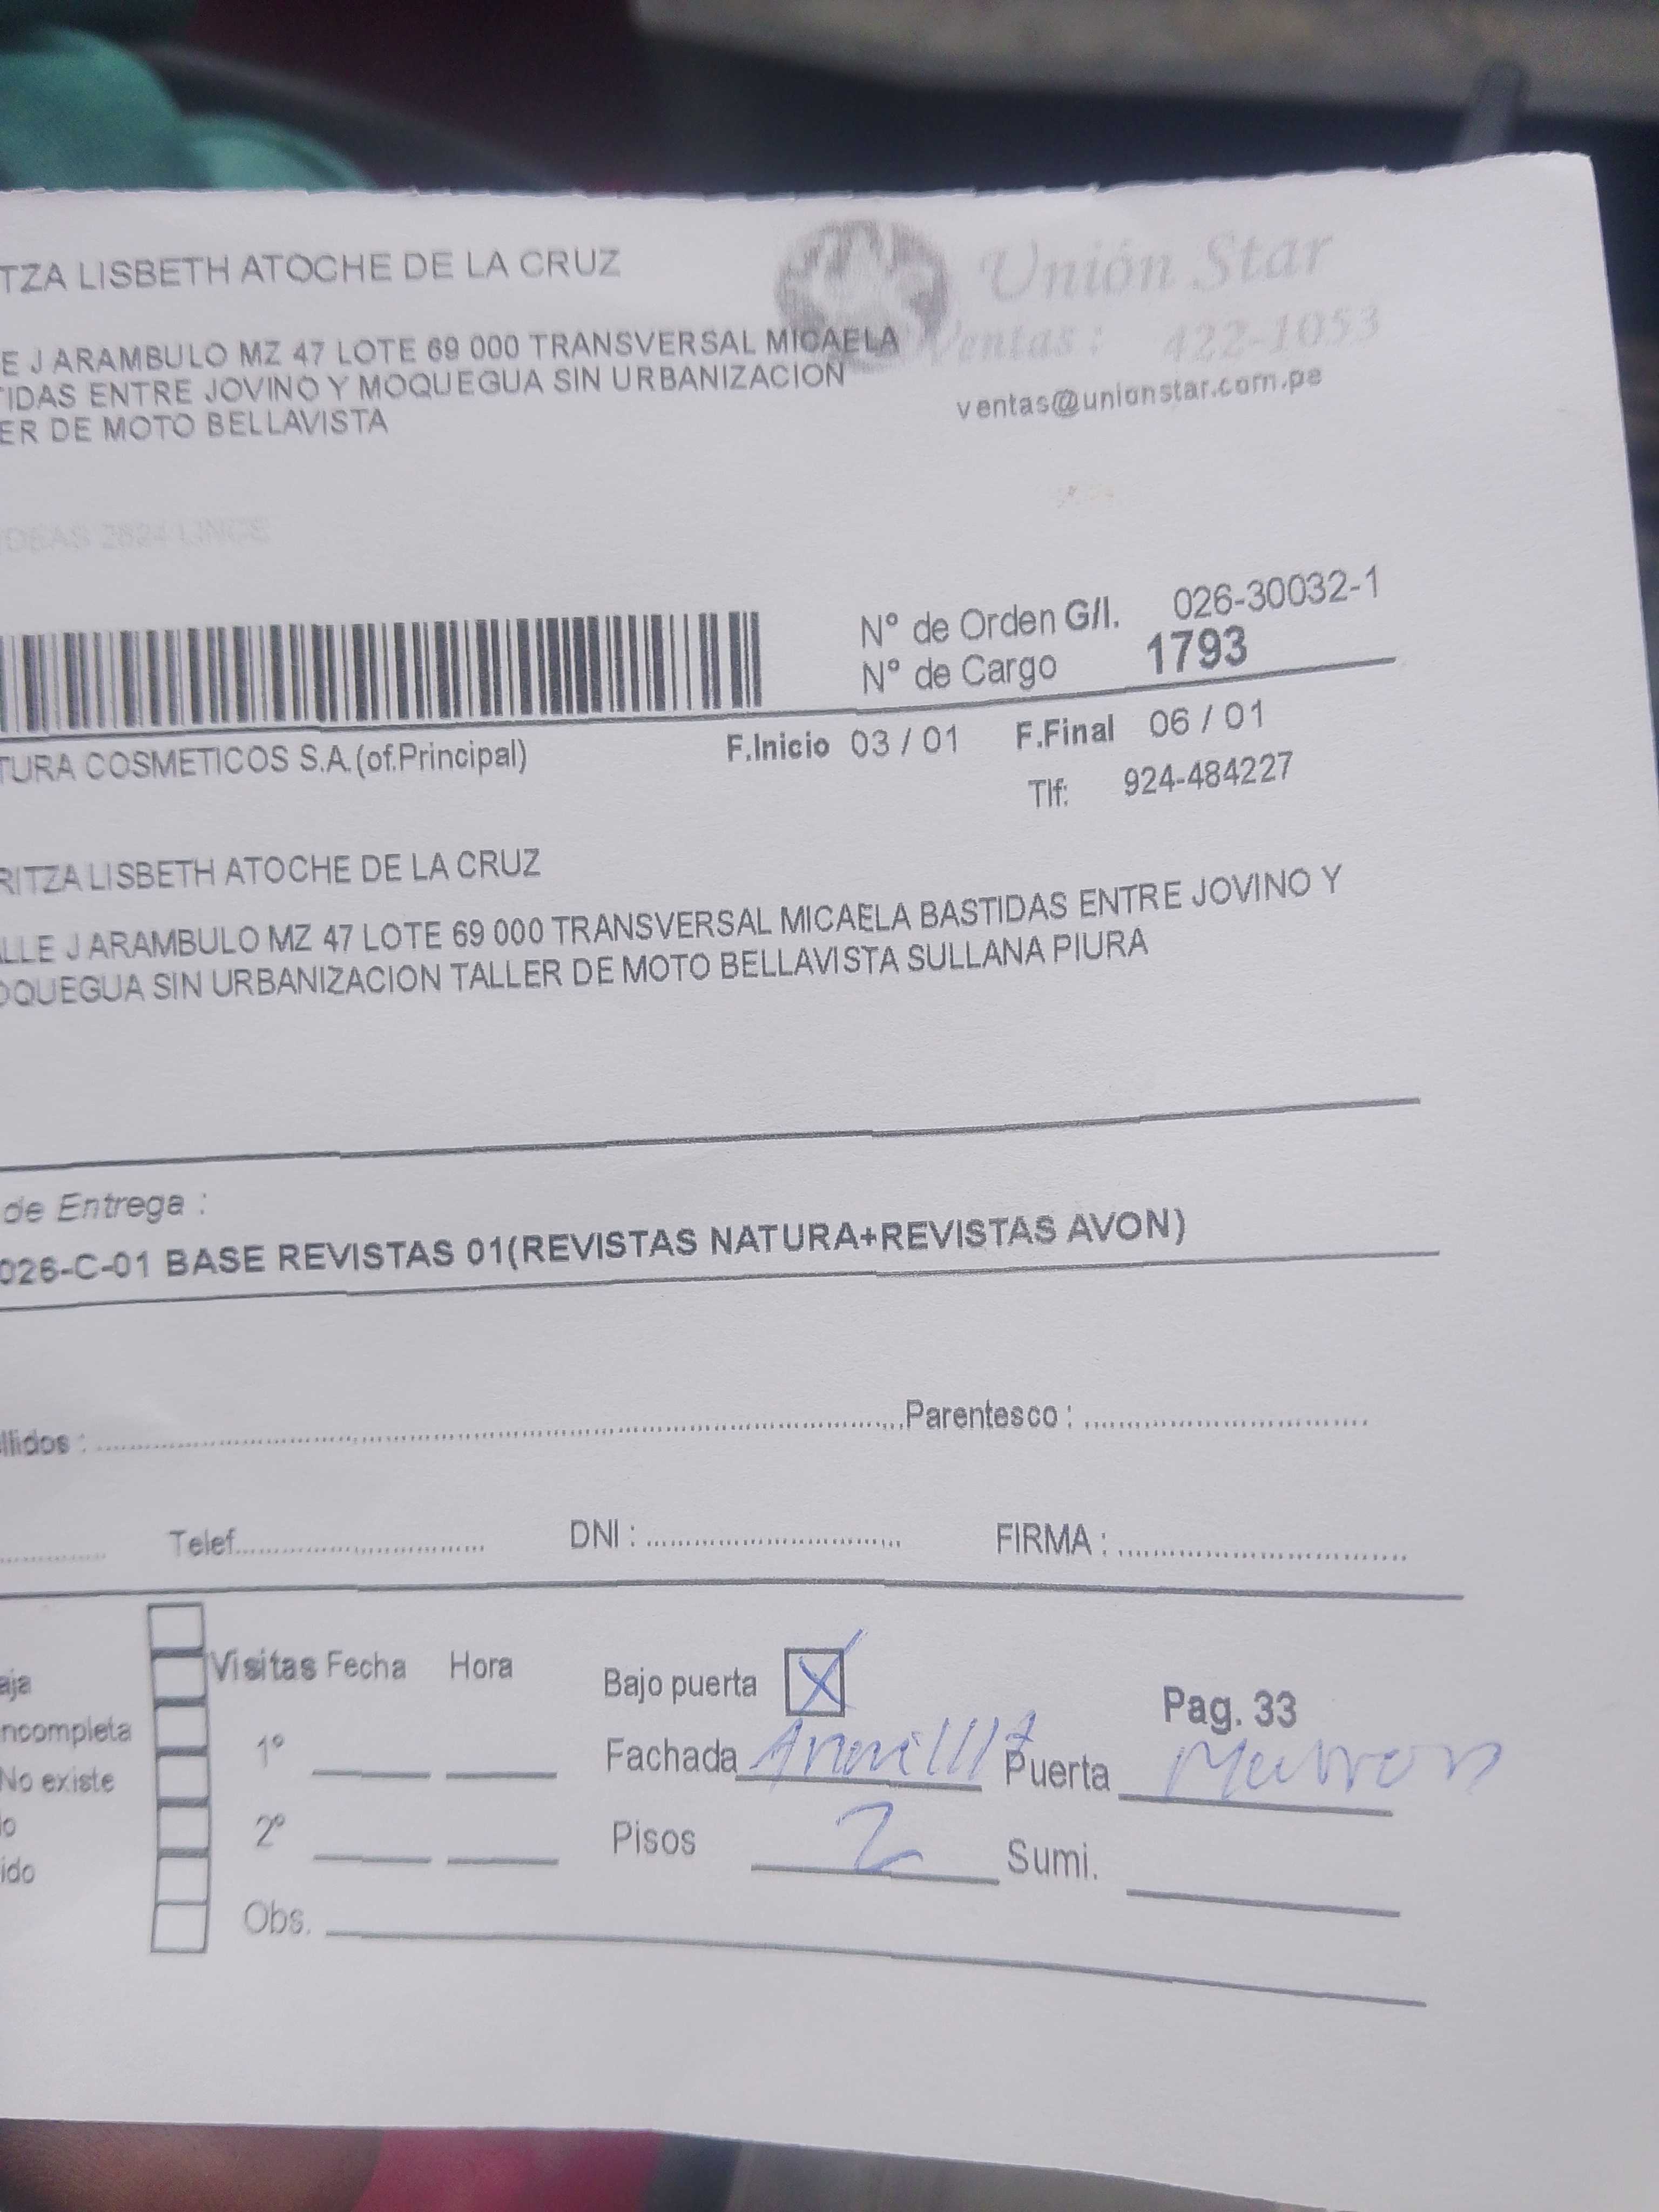 TZA LISBETH ATOCHE DE LA CRUZ
Unión Star
Ventas: 422-1053
ventas@unionstar.com.pe
E J ARAMBULO MZ 47 LOTE 69 000 TRANSVERSAL MICAELA
TIDAS ENTRE JOVINO Y MOQUEGUA SIN URBANIZACION
ER DE MOTO BELLAVISTA
DEAS 2624 LINCE
N° de Orden G/I. 026-30032-1
N° de Cargo 1793
TURA COSMETICOS S.A.(of.Principal)
F.Inicio 03 / 01 F.Final 06 / 01
Tlf: 924-484227
RITZA LISBETH ATOCHE DE LA CRUZ
ALLE J ARAMBULO MZ 47 LOTE 69 000 TRANSVERSAL MICAELA BASTIDAS ENTRE JOVINO Y
OQUEGUA SIN URBANIZACION TALLER DE MOTO BELLAVISTA SULLANA PIURA
de Entrega :
026-C-01 BASE REVISTAS 01(REVISTAS NATURA+REVISTAS AVON)
llidos : Parentesco :
Telef. DNI : FIRMA :
Visitas Fecha Hora Bajo puerta X Pag. 33
aja
ncompleta
1° Fachada Puerta
No existe
2° Pisos 2 Sumi.
lo
ido
Obs.